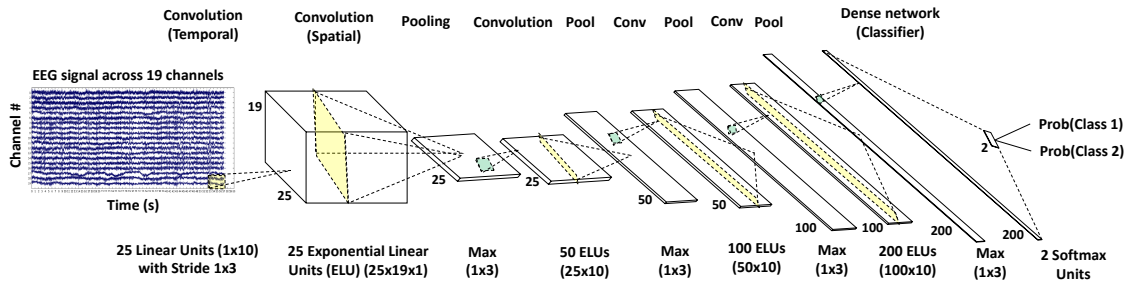 Convolution
(Temporal)
Convolution
(Spatial)
Pooling
Convolution
Pool
Conv
Pool
Conv
Pool
Dense network
(Classifier)
EEG signal across 19 channels
Channel #
Time (s)
19
25
25
25
50
50
100
100
200
200
2
Prob(Class 1)
Prob(Class 2)
25 Linear Units (1x10)
with Stride 1x3
25 Exponential Linear
Units (ELU) (25x19x1)
Max
(1x3)
50 ELUs
(25x10)
Max
(1x3)
100 ELUs
(50x10)
Max
(1x3)
200 ELUs
(100x10)
Max
(1x3)
2 Softmax
Units